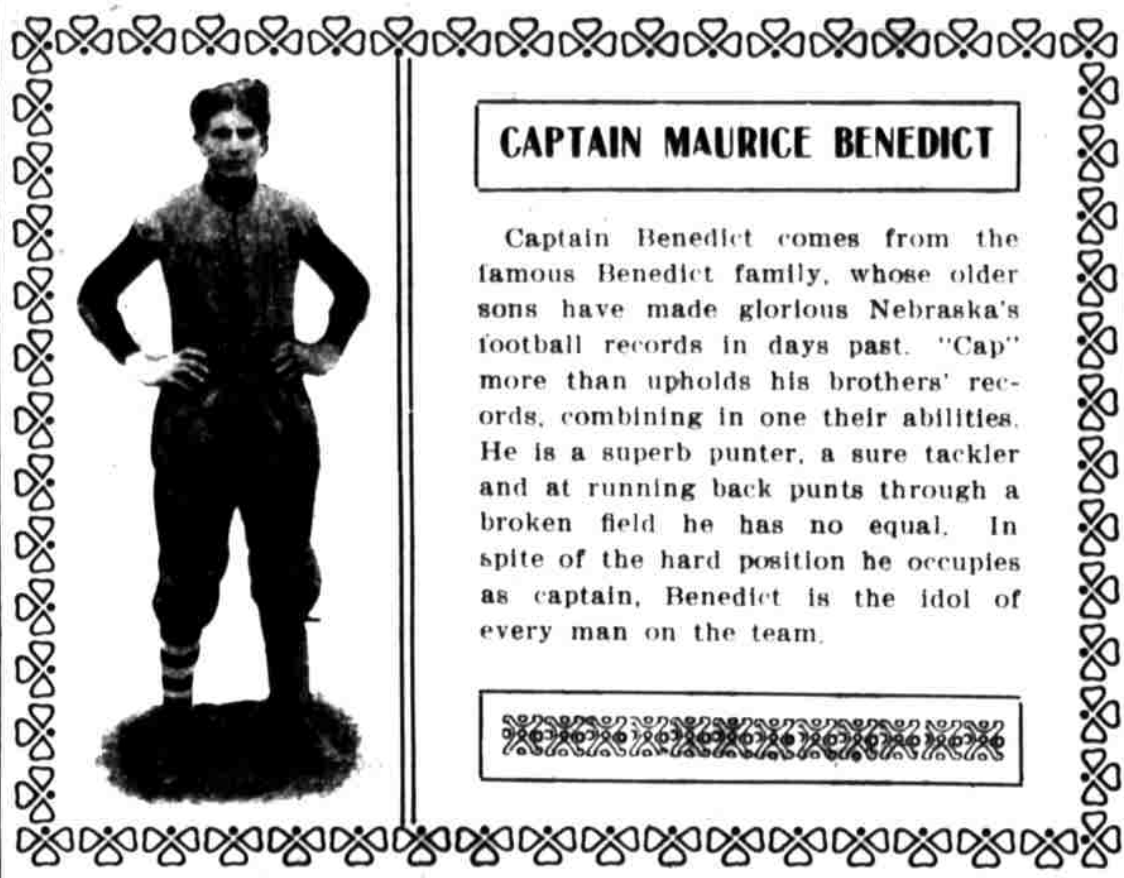 CAPTAIN MAURICE BENEDICT
Captain Benedict comes from the
famous Benedict family, whose older
sons have made glorious Nebraska's
football records in days past. "Cap"
more than upholds his brothers' rec-
ords, combining in one their abilities.
He is a superb punter, a sure tackler
and at running back punts through a
broken field he has no equal. In
spite of the hard position he occupies
as captain, Benedict is the idol of
every man on the team.